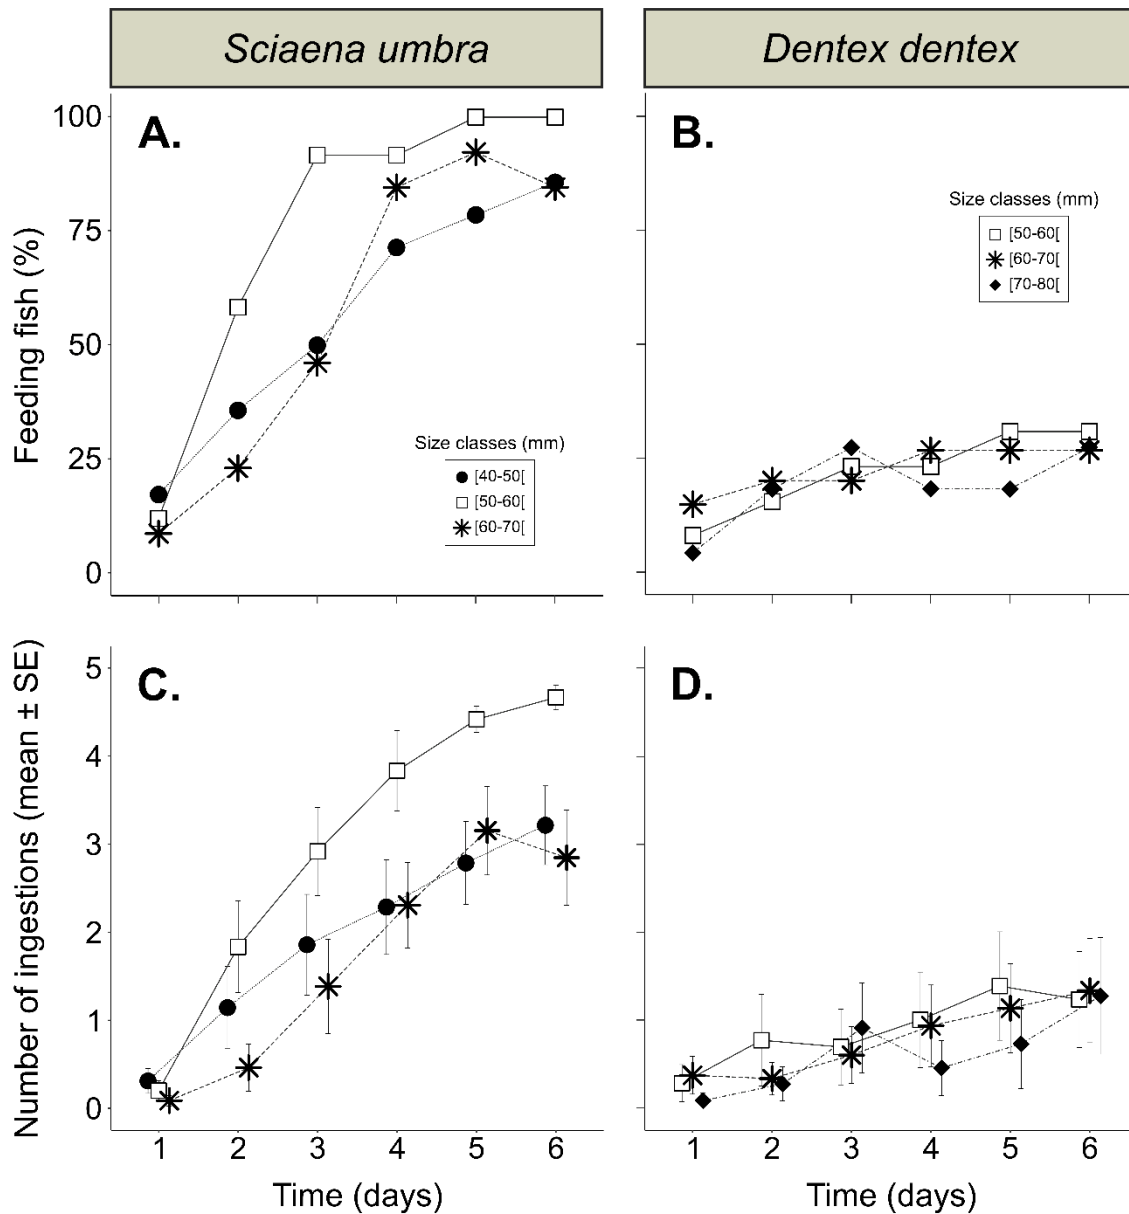 Sciaena umbra
Dentex dentex
A.
B.
Feeding fish (%)
100
75
50
25
0
Size classes (mm)
[40-50[
[50-60[
[60-70[
Size classes (mm)
[50-60[
[60-70[
[70-80[
C.
D.
Number of ingestions (mean ± SE)
5
4
3
2
1
0
1 2 3 4 5 6
1 2 3 4 5 6
Time (days)
Time (days)